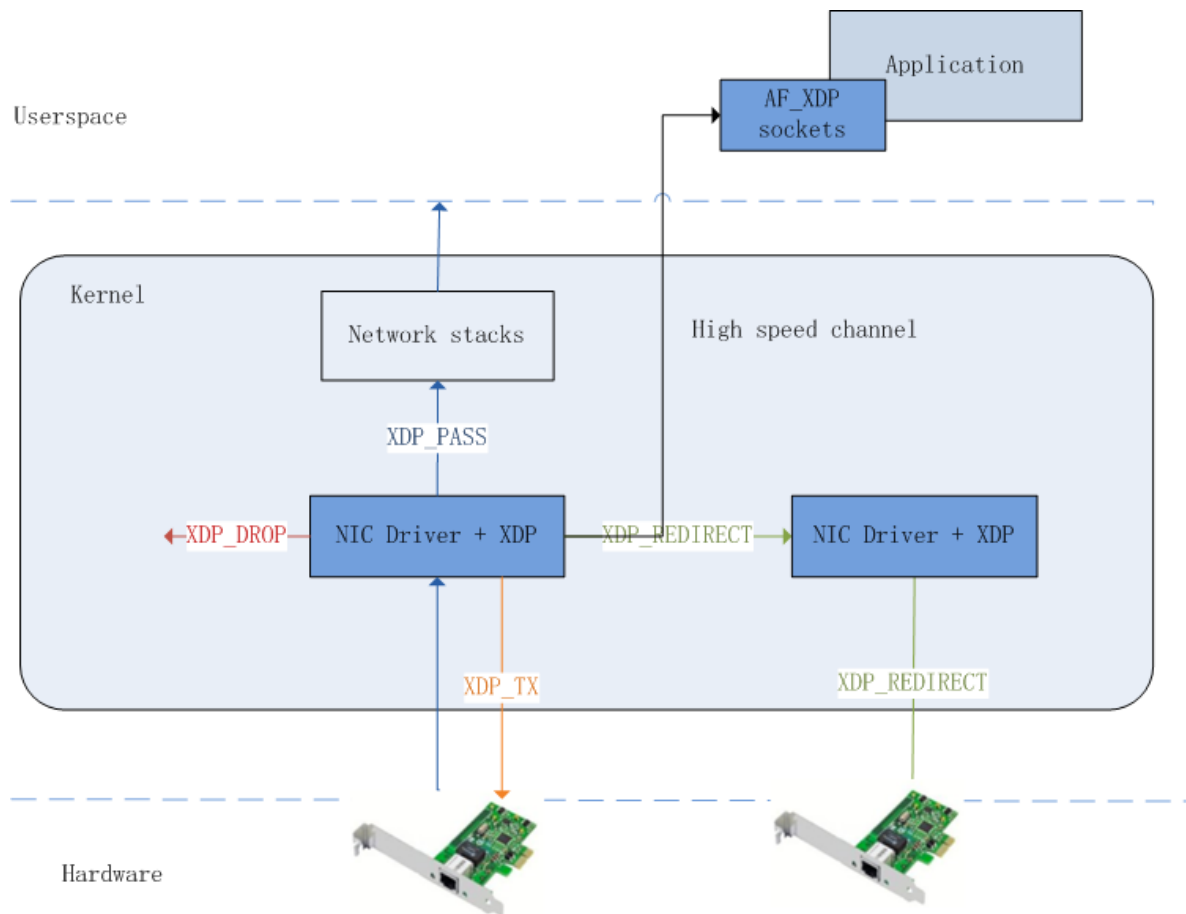 Application
AF_XDP
sockets
Userspace
Kernel
Network stacks
High speed channel
XDP_PASS
XDP_DROP
NIC Driver + XDP
XDP_REDIRECT
NIC Driver + XDP
XDP_TX
XDP_REDIRECT
Hardware